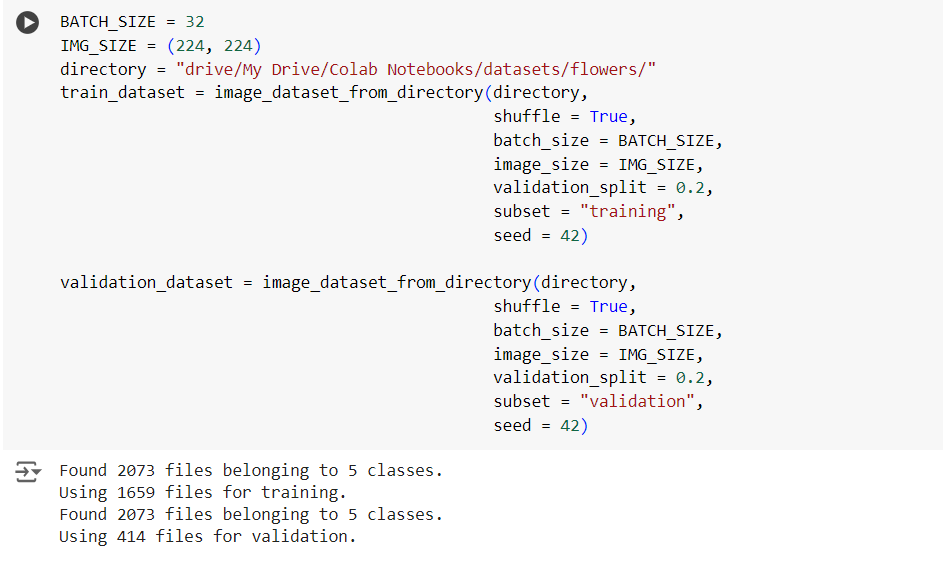 BATCH_SIZE = 32
IMG_SIZE = (224, 224)
directory = "drive/My Drive/Colab Notebooks/datasets/flowers/"
train_dataset = image_dataset_from_directory(directory,
shuffle = True,
batch_size = BATCH_SIZE,
image_size = IMG_SIZE,
validation_split = 0.2,
subset = "training",
seed = 42)
validation_dataset = image_dataset_from_directory(directory,
shuffle = True,
batch_size = BATCH_SIZE,
image_size = IMG_SIZE,
validation_split = 0.2,
subset = "validation",
seed = 42)
Found 2073 files belonging to 5 classes.
Using 1659 files for training.
Found 2073 files belonging to 5 classes.
Using 414 files for validation.